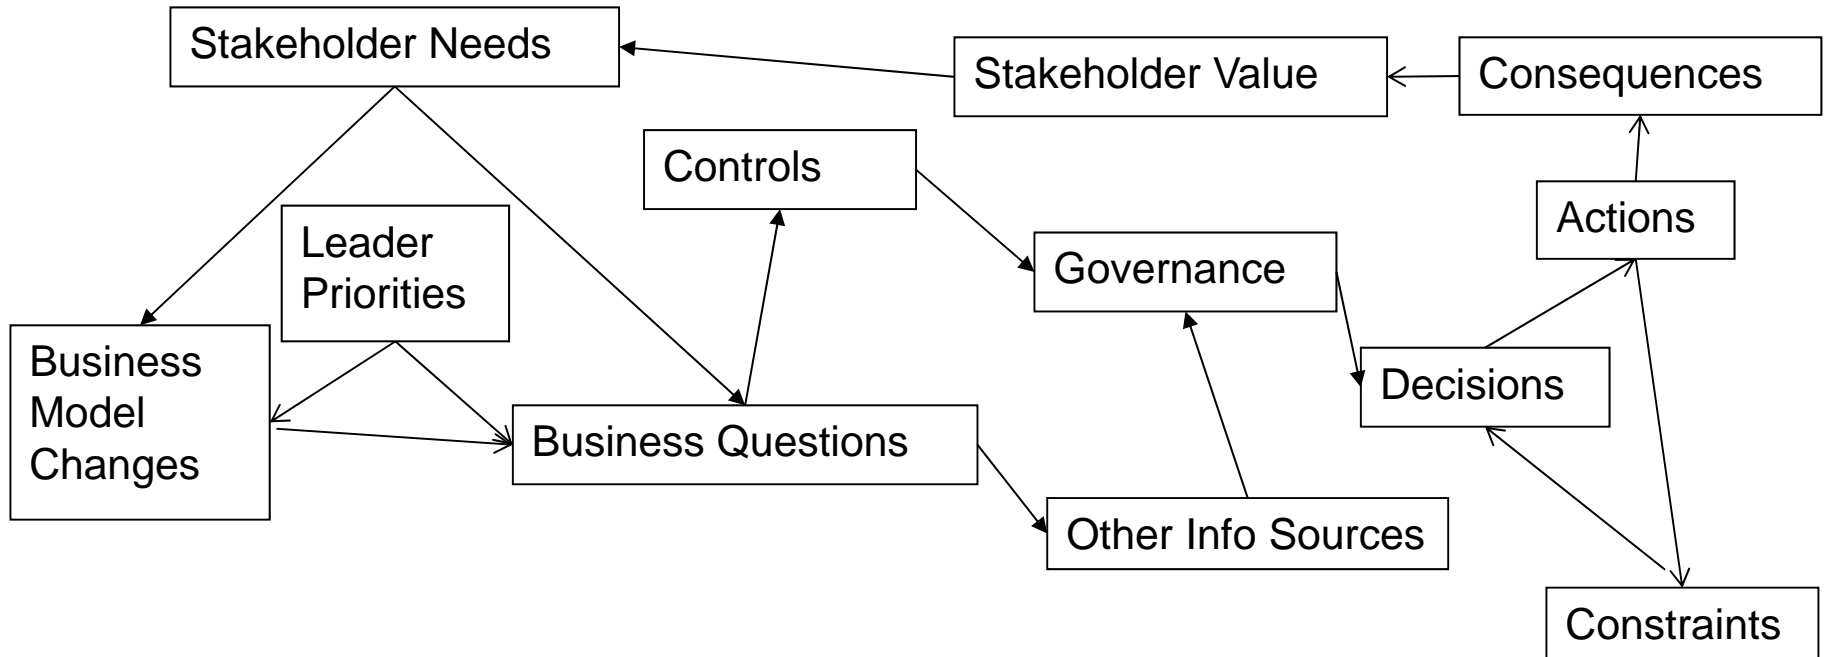 Stakeholder Needs
Stakeholder Value
Consequences
Controls
Actions
Leader
Priorities
Governance
Business
Model
Changes
Decisions
Business Questions
Other Info Sources
Constraints